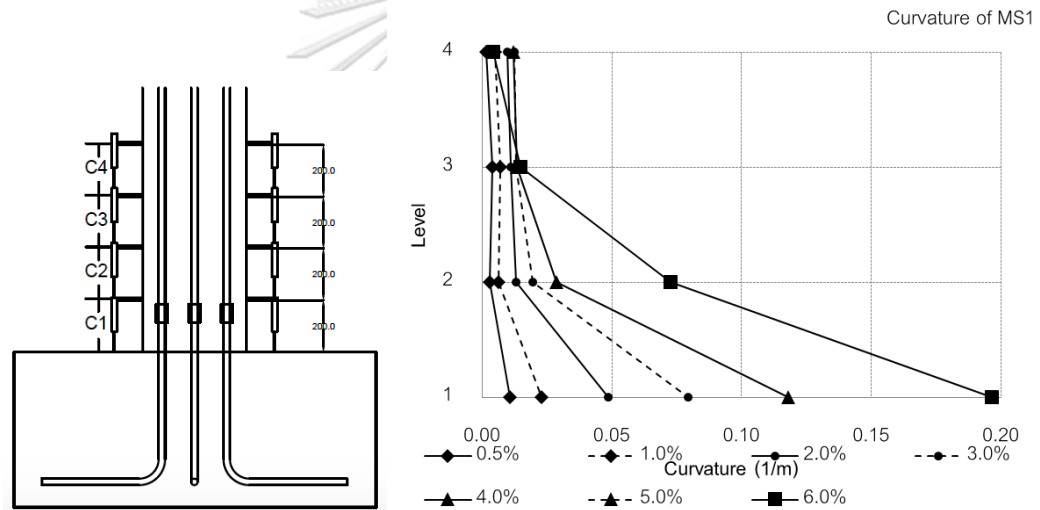 Curvature of MS1
C4
C3
C2
C1
200.0
200.0
200.0
200.0
Level
4
3
2
1
0.00 0.05 0.10 0.15 0.20
Curvature (1/m)
0.5% 1.0% 2.0% 3.0%
4.0% 5.0% 6.0%